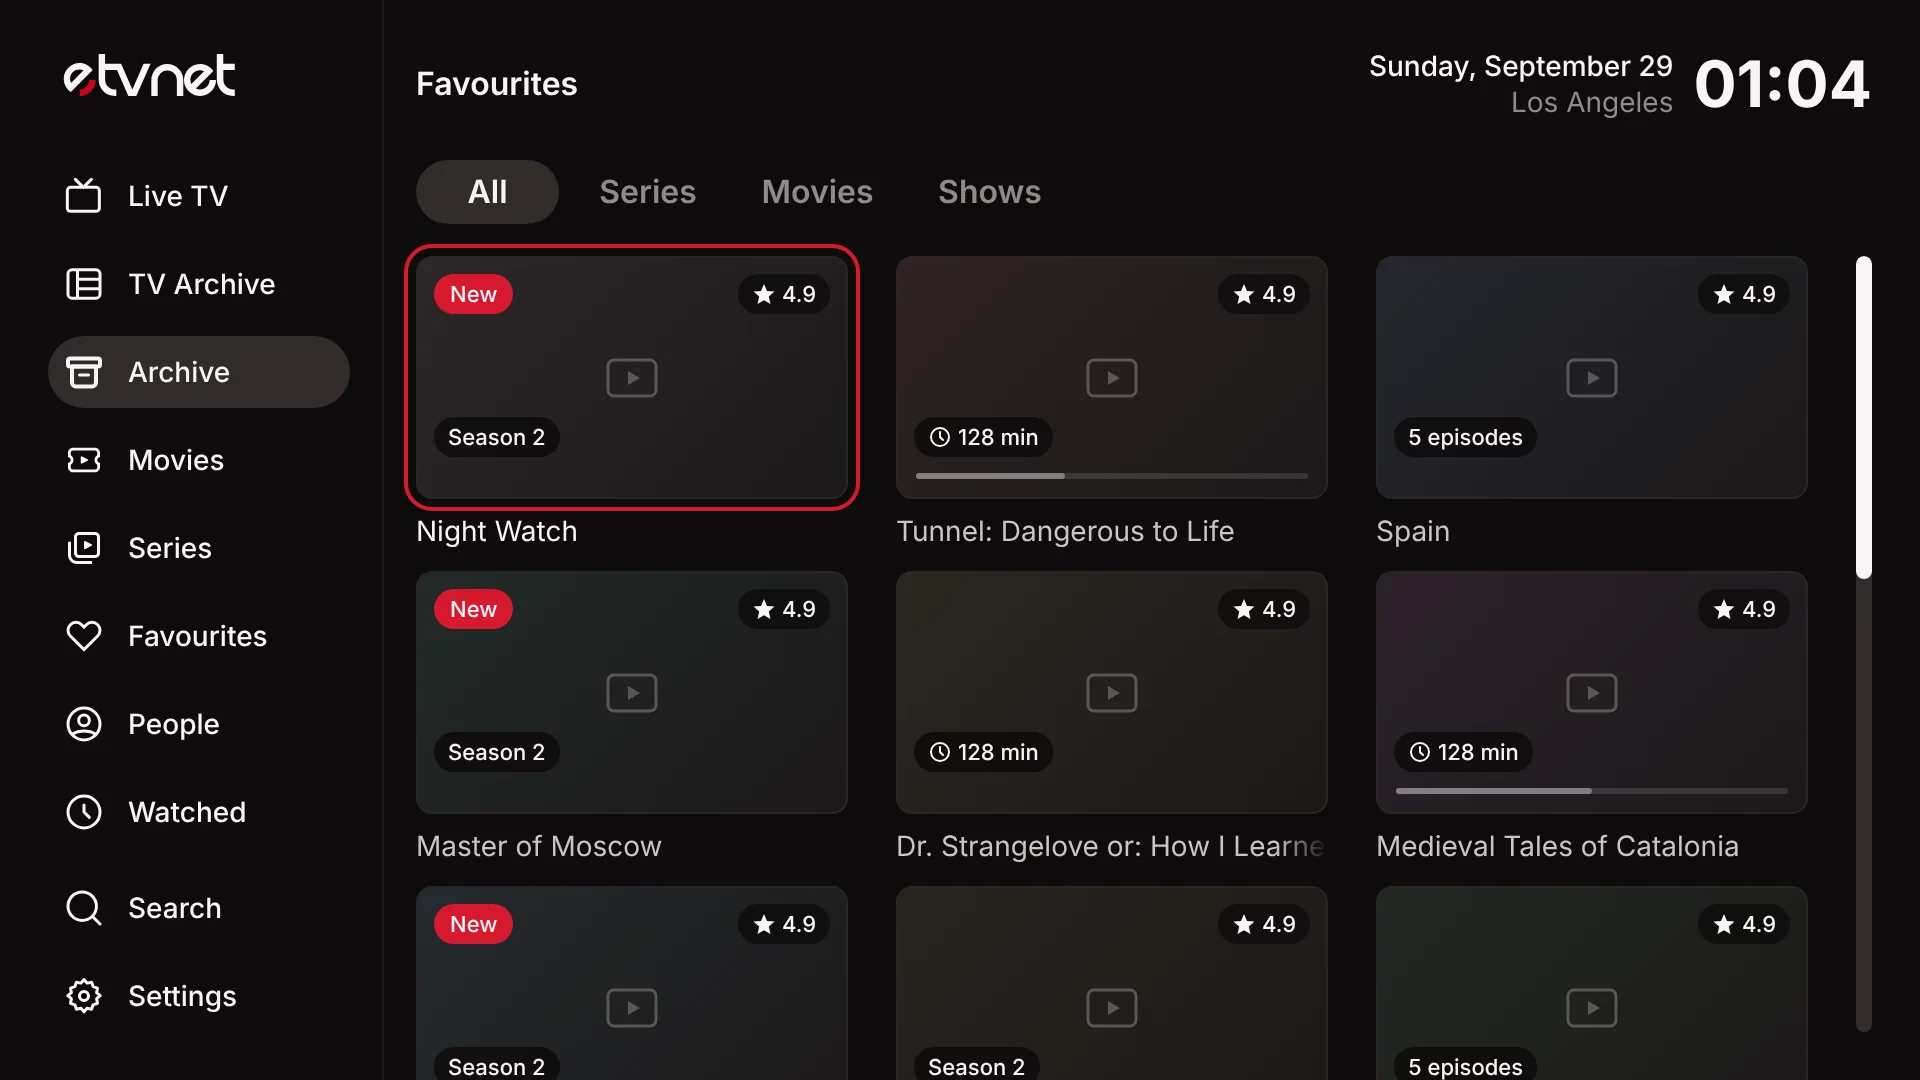 etvnet
Live TV
TV Archive
Archive
Movies
Series
Favourites
People
Watched
Search
Settings
Favourites
Sunday, September 29
Los Angeles
01:04
All
Series
Movies
Shows
New
4.9
Season 2
Night Watch
4.9
128 min
Tunnel: Dangerous to Life
4.9
5 episodes
Spain
New
4.9
Season 2
Master of Moscow
4.9
128 min
Dr. Strangelove or: How I Learne
4.9
128 min
Medieval Tales of Catalonia
New
4.9
Season 2
4.9
Season 2
4.9
5 episodes